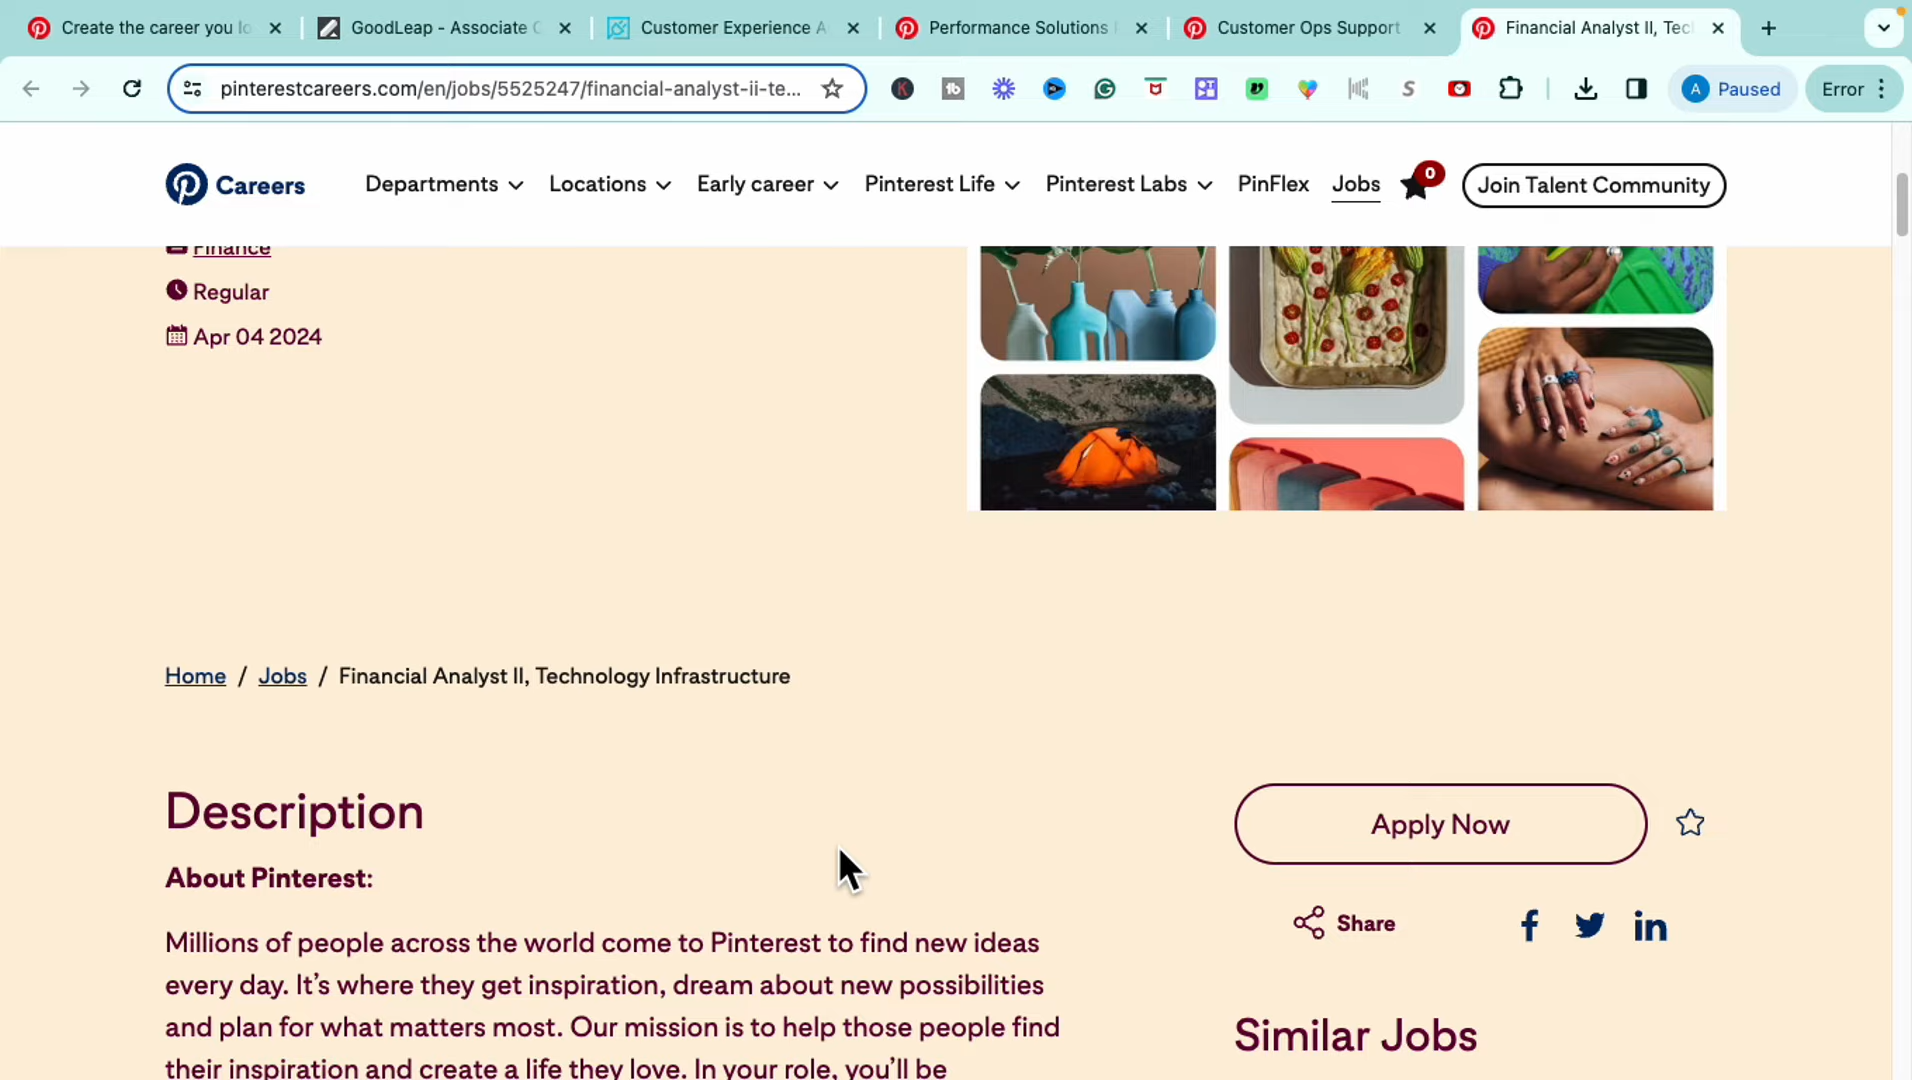 Create the career you lo
GoodLeap - Associate C
Customer Experience A
Performance Solutions
Customer Ops Support
Financial Analyst II, Tec
pinterestcareers.com/en/jobs/5525247/financial-analyst-ii-te...
A Paused
Error
Careers
Departments
Locations
Early career
Pinterest Life
Pinterest Labs
PinFlex
Jobs
0
Join Talent Community
Finance
Regular
Apr 04 2024
Home / Jobs / Financial Analyst II, Technology Infrastructure
Description
Apply Now
About Pinterest:
Share
Millions of people across the world come to Pinterest to find new ideas
every day. It's where they get inspiration, dream about new possibilities
and plan for what matters most. Our mission is to help those people find
their inspiration and create a life they love. In your role, you'll be
Similar Jobs